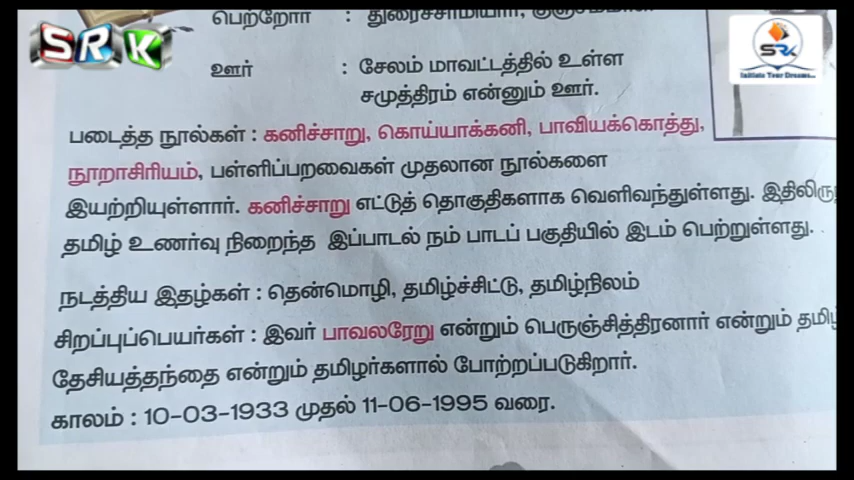 SRK
SRK
Initiate Your Dreams...
பெற்றோர் : துரைச்சாமியார்,
ஊர் : சேலம் மாவட்டத்தில் உள்ள
சமுத்திரம் என்னும் ஊர்.
படைத்த நூல்கள் : கனிச்சாறு, கொய்யாக்கனி, பாவியக்கொத்து,
நூறாசிரியம், பள்ளிப்பறவைகள் முதலான நூல்களை
இயற்றியுள்ளார். கனிச்சாறு எட்டுத் தொகுதிகளாக வெளிவந்துள்ளது.
தமிழ் உணர்வு நிறைந்த இப்பாடல் நம் பாடப் பகுதியில் இடம் பெற்றுள்ளது.
நடத்திய இதழ்கள் : தென்மொழி, தமிழ்ச்சிட்டு, தமிழ்நிலம்
சிறப்புப்பெயர்கள் : இவர் பாவலரேறு என்றும் பெருஞ்சித்திரனார் என்றும்
தேசியத்தந்தை என்றும் தமிழர்களால் போற்றப்படுகிறார்.
காலம் : 10-03-1933 முதல் 11-06-1995 வரை.